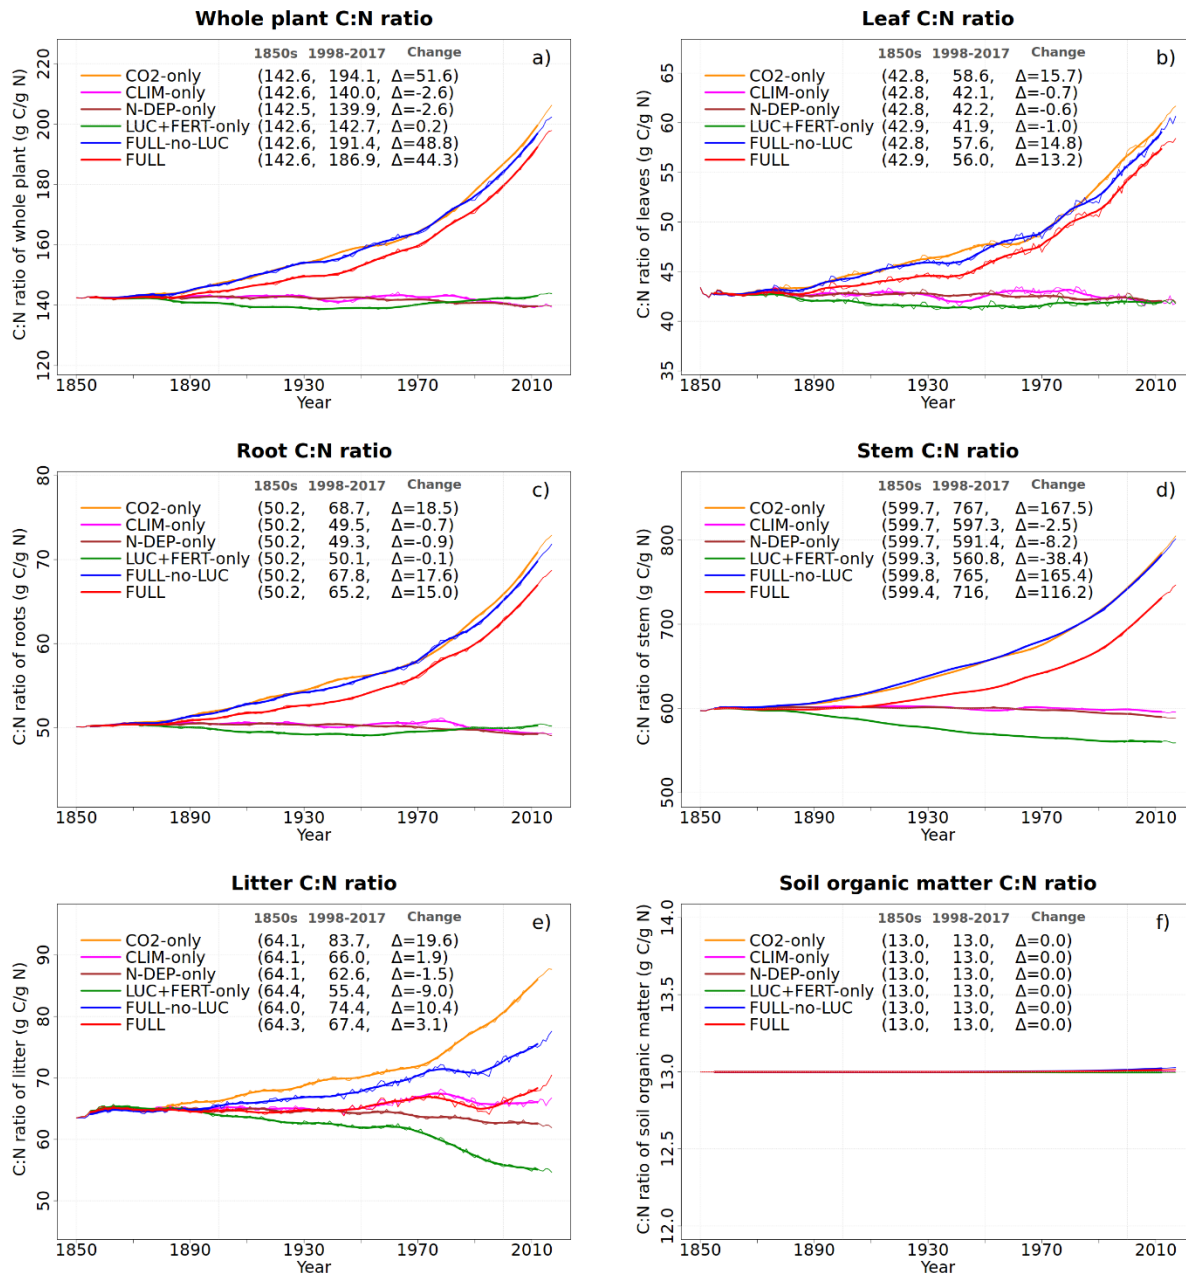 Whole plant C:N ratio
a)
1850s 1998-2017 Change
CO2-only (142.6, 194.1, Δ=51.6)
CLIM-only (142.6, 140.0, Δ=-2.6)
N-DEP-only (142.5, 139.9, Δ=-2.6)
LUC+FERT-only (142.6, 142.7, Δ=0.2)
FULL-no-LUC (142.6, 191.4, Δ=48.8)
FULL (142.6, 186.9, Δ=44.3)
C:N ratio of whole plant (g C/g N)
220
200
180
160
140
120
1850 1890 1930 1970 2010
Year
Leaf C:N ratio
b)
1850s 1998-2017 Change
CO2-only (42.8, 58.6, Δ=15.7)
CLIM-only (42.8, 42.1, Δ=-0.7)
N-DEP-only (42.8, 42.2, Δ=-0.6)
LUC+FERT-only (42.9, 41.9, Δ=-1.0)
FULL-no-LUC (42.8, 57.6, Δ=14.8)
FULL (42.9, 56.0, Δ=13.2)
C:N ratio of leaves (g C/g N)
65
60
55
50
45
40
35
1850 1890 1930 1970 2010
Year
Root C:N ratio
c)
1850s 1998-2017 Change
CO2-only (50.2, 68.7, Δ=18.5)
CLIM-only (50.2, 49.5, Δ=-0.7)
N-DEP-only (50.2, 49.3, Δ=-0.9)
LUC+FERT-only (50.2, 50.1, Δ=-0.1)
FULL-no-LUC (50.2, 67.8, Δ=17.6)
FULL (50.2, 65.2, Δ=15.0)
C:N ratio of roots (g C/g N)
80
70
60
50
1850 1890 1930 1970 2010
Year
Stem C:N ratio
d)
1850s 1998-2017 Change
CO2-only (599.7, 767, Δ=167.5)
CLIM-only (599.7, 597.3, Δ=-2.5)
N-DEP-only (599.7, 591.4, Δ=-8.2)
LUC+FERT-only (599.3, 560.8, Δ=-38.4)
FULL-no-LUC (599.8, 765, Δ=165.4)
FULL (599.4, 716, Δ=116.2)
C:N ratio of stem (g C/g N)
800
700
600
500
1850 1890 1930 1970 2010
Year
Litter C:N ratio
e)
1850s 1998-2017 Change
CO2-only (64.1, 83.7, Δ=19.6)
CLIM-only (64.1, 66.0, Δ=1.9)
N-DEP-only (64.1, 62.6, Δ=-1.5)
LUC+FERT-only (64.4, 55.4, Δ=-9.0)
FULL-no-LUC (64.0, 74.4, Δ=10.4)
FULL (64.3, 67.4, Δ=3.1)
C:N ratio of litter (g C/g N)
90
80
70
60
50
1850 1890 1930 1970 2010
Year
Soil organic matter C:N ratio
f)
1850s 1998-2017 Change
CO2-only (13.0, 13.0, Δ=0.0)
CLIM-only (13.0, 13.0, Δ=0.0)
N-DEP-only (13.0, 13.0, Δ=0.0)
LUC+FERT-only (13.0, 13.0, Δ=0.0)
FULL-no-LUC (13.0, 13.0, Δ=0.0)
FULL (13.0, 13.0, Δ=0.0)
C:N ratio of soil organic matter (g C/g N)
14.0
13.5
13.0
12.5
12.0
1850 1890 1930 1970 2010
Year